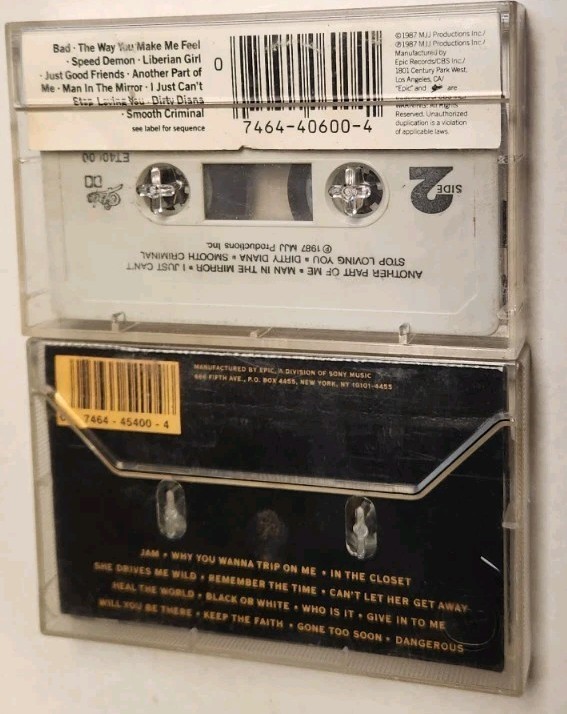 Bad · The Way You Make Me Feel
· Speed Demon · Liberian Girl
· Just Good Friends · Another Part of
Me · Man In The Mirror · I Just Can't
Stop Loving You · Dirty Diana
· Smooth Criminal
see label for sequence
0
7464-40600-4
©1987 MJJ Productions Inc./
℗1987 MJJ Productions Inc./
Manufactured by
Epic Records/CBS Inc./
1801 Century Park West,
Los Angeles, CA/
"Epic" and are
WARNING: All Rights
Reserved. Unauthorized
duplication is a violation
of applicable laws.
SIDE 2
℗ 1987 MJJ Productions Inc.
ANOTHER PART OF ME • MAN IN THE MIRROR • I JUST CAN'T
STOP LOVING YOU • DIRTY DIANA • SMOOTH CRIMINAL
7464 - 45400 - 4
MANUFACTURED BY EPIC, A DIVISION OF SONY MUSIC
666 FIFTH AVE., P.O. BOX 4455, NEW YORK, NY 10101-4455
JAM • WHY YOU WANNA TRIP ON ME • IN THE CLOSET
SHE DRIVES ME WILD • REMEMBER THE TIME • CAN'T LET HER GET AWAY
HEAL THE WORLD • BLACK OR WHITE • WHO IS IT • GIVE IN TO ME
WILL YOU BE THERE • KEEP THE FAITH • GONE TOO SOON • DANGEROUS